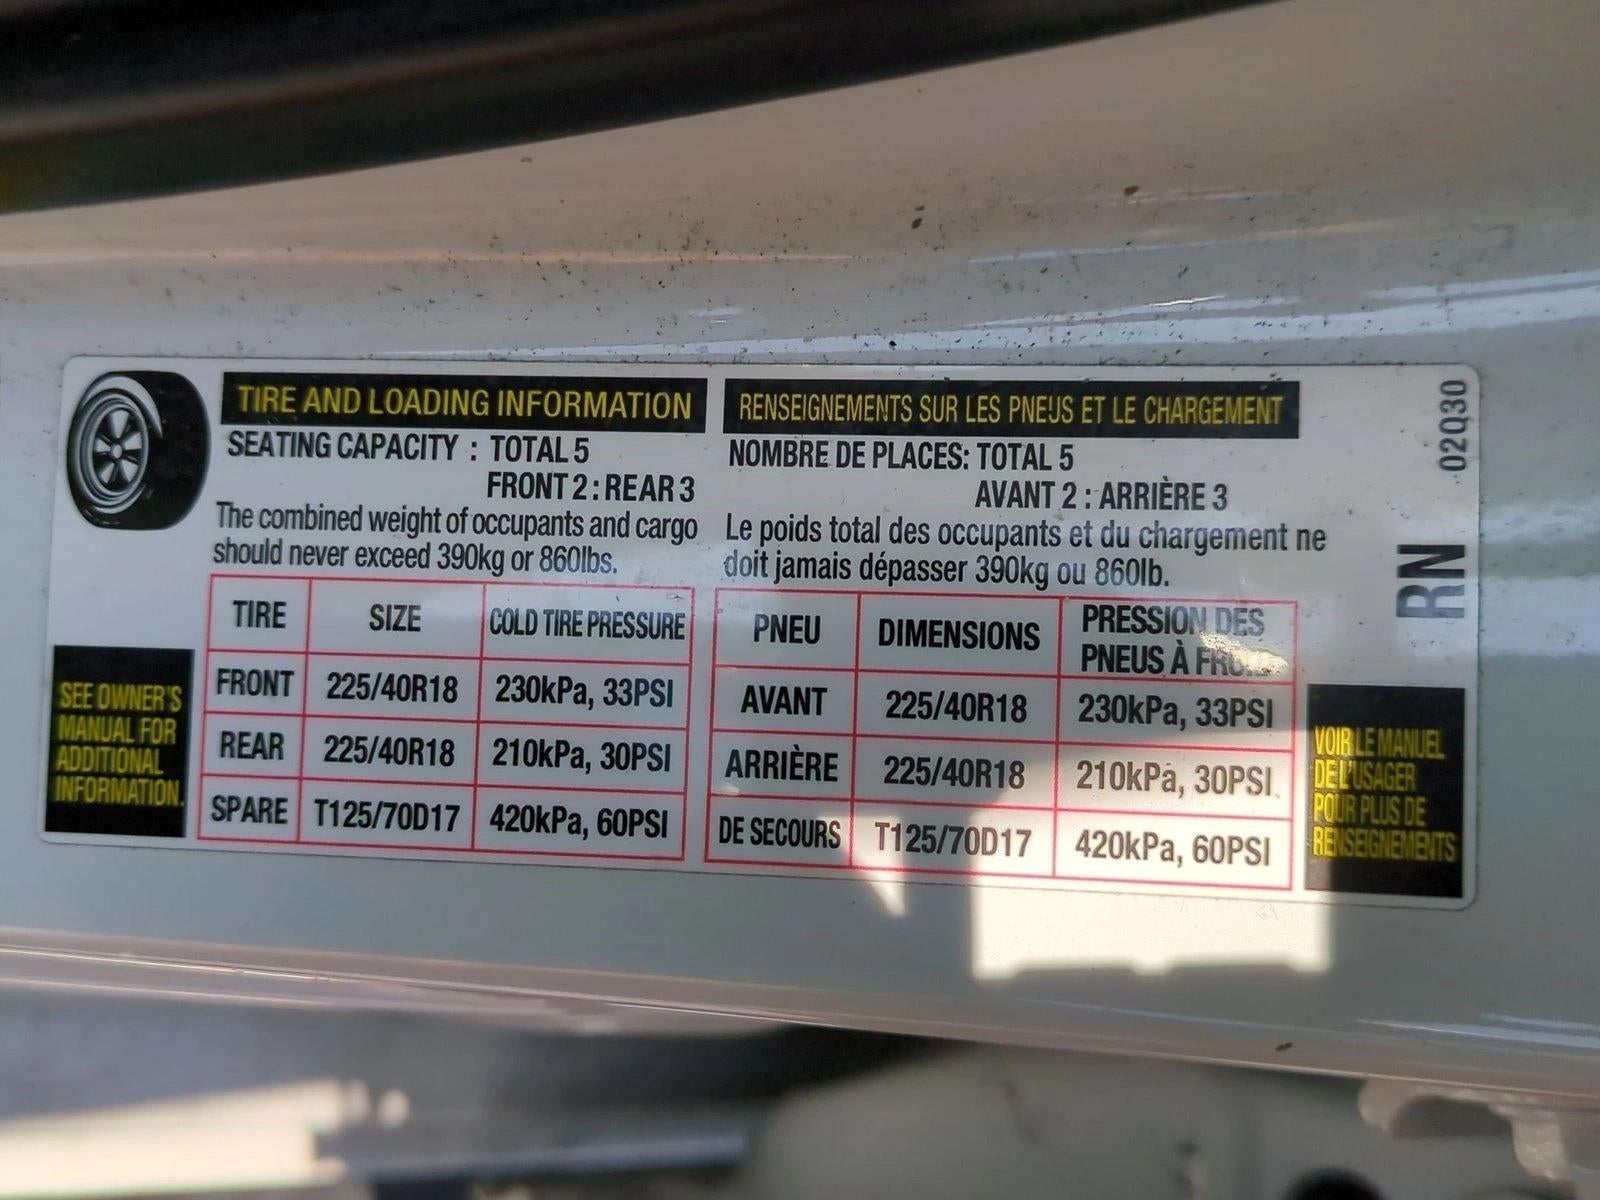 TIRE AND LOADING INFORMATION
SEATING CAPACITY : TOTAL 5
FRONT 2 : REAR 3
The combined weight of occupants and cargo
should never exceed 390kg or 860lbs.
TIRE SIZE COLD TIRE PRESSURE
FRONT 225/40R18 230kPa, 33PSI
REAR 225/40R18 210kPa, 30PSI
SPARE T125/70D17 420kPa, 60PSI
SEE OWNER'S
MANUAL FOR
ADDITIONAL
INFORMATION.
RENSEIGNEMENTS SUR LES PNEUS ET LE CHARGEMENT
NOMBRE DE PLACES: TOTAL 5
AVANT 2 : ARRIÈRE 3
Le poids total des occupants et du chargement ne
doit jamais dépasser 390kg ou 860lb.
PNEU DIMENSIONS PRESSION DES
PNEUS À FROID
AVANT 225/40R18 230kPa, 33PSI
ARRIÈRE 225/40R18 210kPa, 30PSI
DE SECOURS T125/70D17 420kPa, 60PSI
VOIR LE MANUEL
DE L'USAGER
POUR PLUS DE
RENSEIGNEMENTS
02Q30
RN